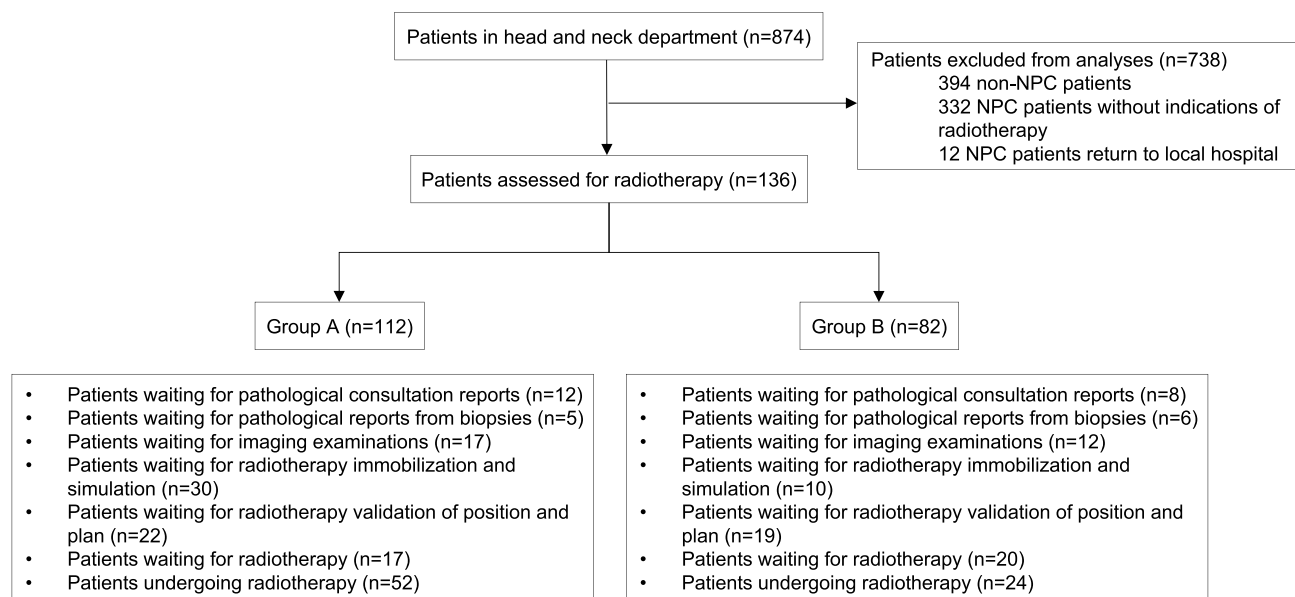 Patients in head and neck department (n=874)
Patients excluded from analyses (n=738)
394 non-NPC patients
332 NPC patients without indications of
radiotherapy
12 NPC patients return to local hospital
Patients assessed for radiotherapy (n=136)
Group A (n=112)
Group B (n=82)
• Patients waiting for pathological consultation reports (n=12)
• Patients waiting for pathological reports from biopsies (n=5)
• Patients waiting for imaging examinations (n=17)
• Patients waiting for radiotherapy immobilization and
simulation (n=30)
• Patients waiting for radiotherapy validation of position and
plan (n=22)
• Patients waiting for radiotherapy (n=17)
• Patients undergoing radiotherapy (n=52)
• Patients waiting for pathological consultation reports (n=8)
• Patients waiting for pathological reports from biopsies (n=6)
• Patients waiting for imaging examinations (n=12)
• Patients waiting for radiotherapy immobilization and
simulation (n=10)
• Patients waiting for radiotherapy validation of position and
plan (n=19)
• Patients waiting for radiotherapy (n=20)
• Patients undergoing radiotherapy (n=24)